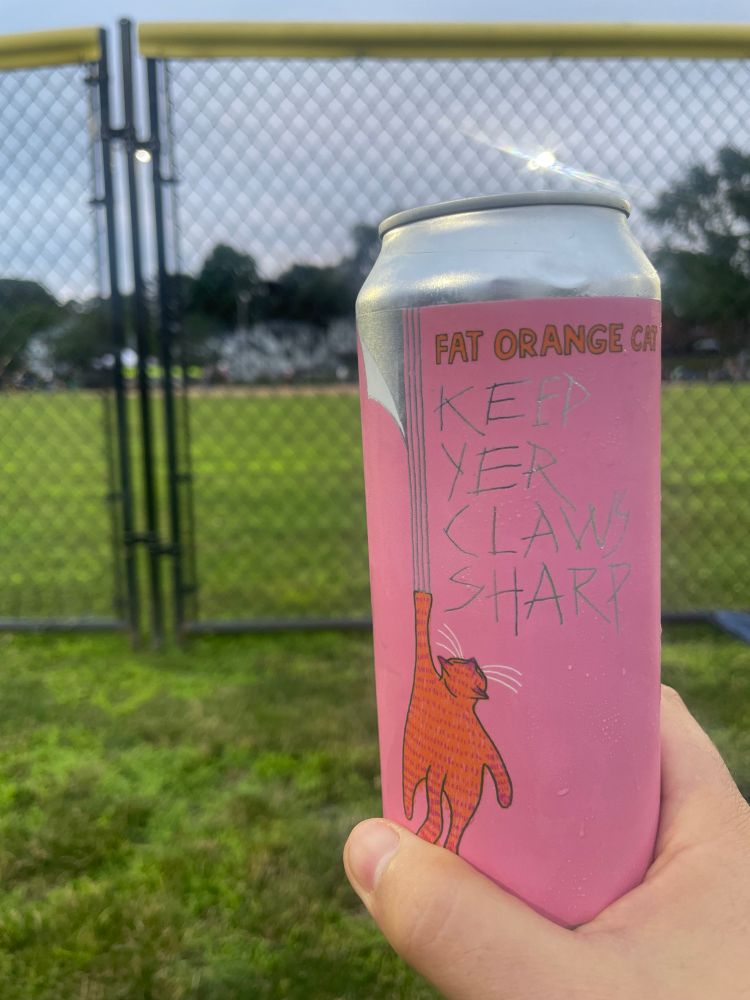 FAT ORANGE CAT
KEEP
YER
CLAWS
SHARP